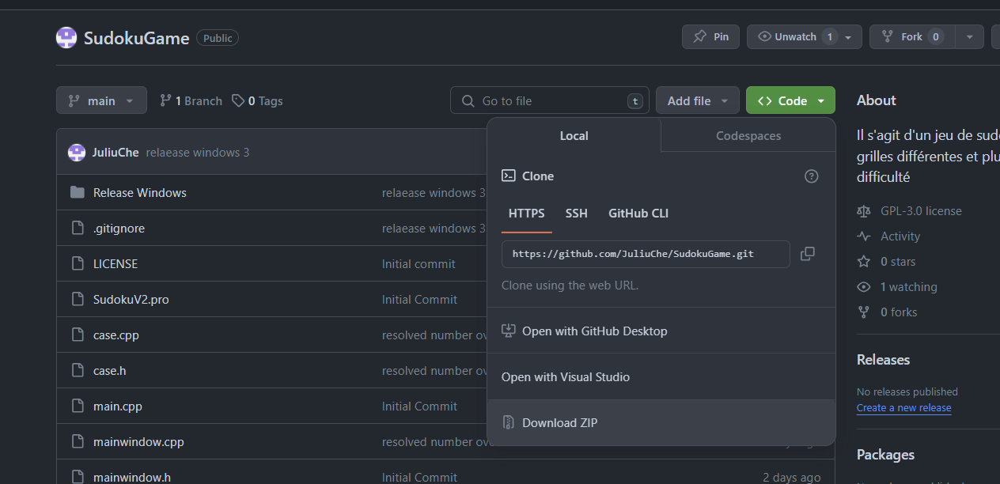 SudokuGame Public
Pin
Unwatch 1
Fork 0
main
1 Branch
0 Tags
Go to file t
Add file
<> Code
JuliuChe relaease windows 3
Release Windows relaease windows 3
.gitignore relaease windows 3
LICENSE Initial commit
SudokuV2.pro Initial Commit
case.cpp resolved number ov
case.h resolved number ov
main.cpp Initial Commit
mainwindow.cpp resolved number ov
mainwindow.h Initial Commit 2 days ago
Local Codespaces
Clone
HTTPS SSH GitHub CLI
https://github.com/JuliuChe/SudokuGame.git
Clone using the web URL.
Open with GitHub Desktop
Open with Visual Studio
Download ZIP
About
Il s'agit d'un jeu de sudo
grilles différentes et plu
difficulté
GPL-3.0 license
Activity
0 stars
1 watching
0 forks
Releases
No releases published
Create a new release
Packages